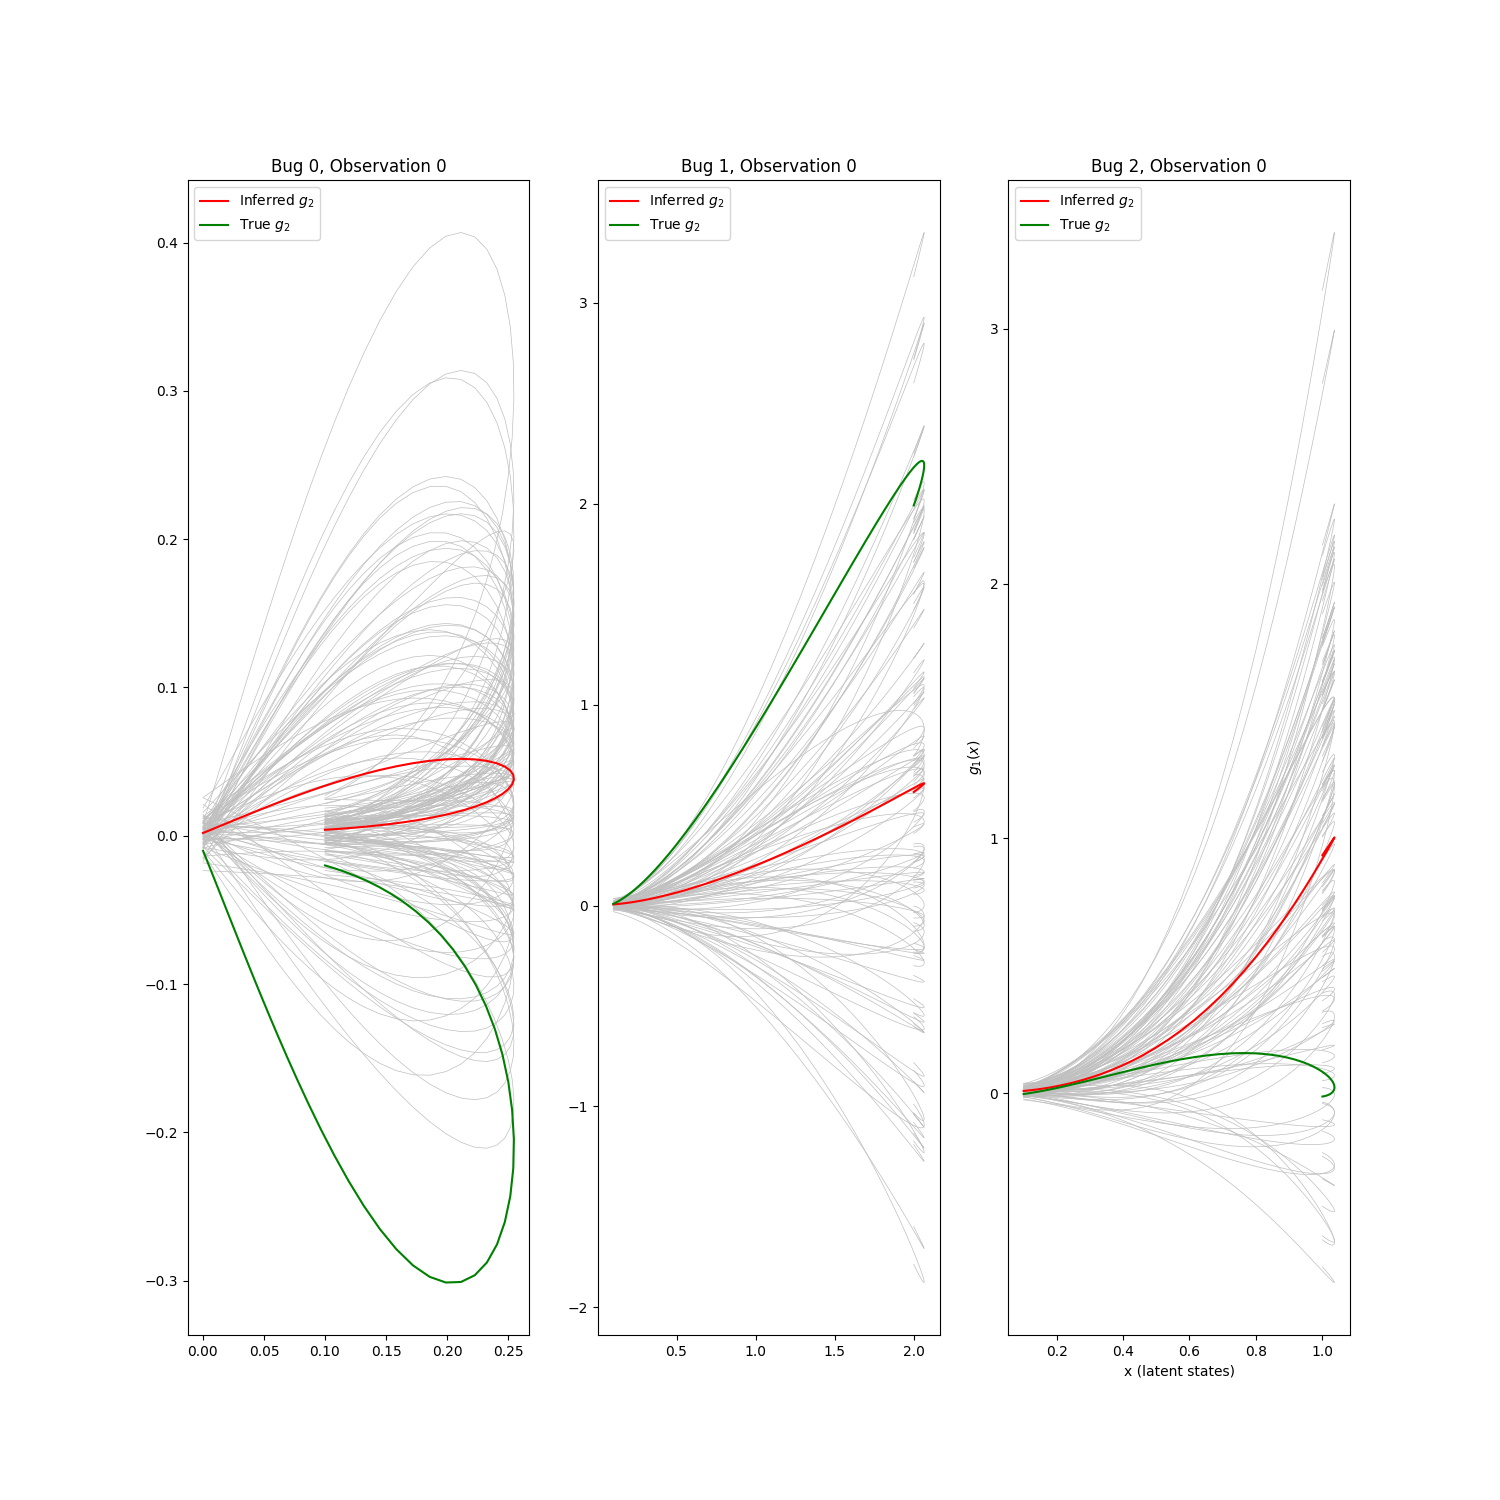 Bug 0, Observation 0
Inferred g₂
True g₂
0.4
0.3
0.2
0.1
0.0
−0.1
−0.2
−0.3
0.00 0.05 0.10 0.15 0.20 0.25
Bug 1, Observation 0
Inferred g₂
True g₂
3
2
1
0
−1
−2
0.5 1.0 1.5 2.0
Bug 2, Observation 0
Inferred g₂
True g₂
g₁(x)
3
2
1
0
0.2 0.4 0.6 0.8 1.0
x (latent states)